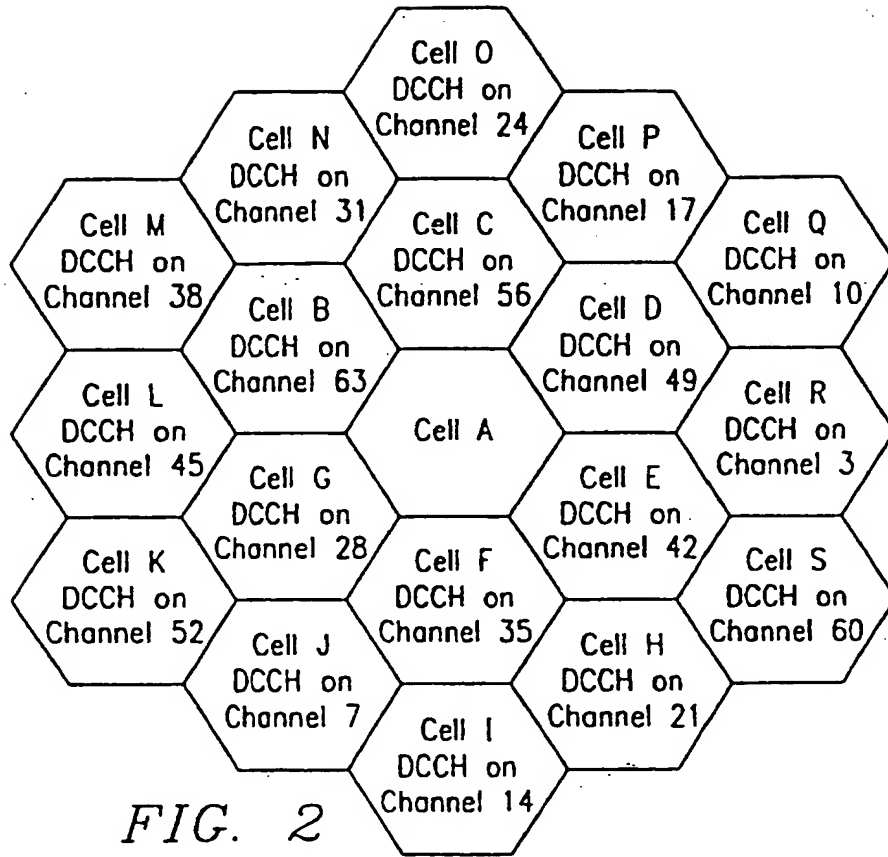 Cell O
DCCH on
Channel 24
Cell N
DCCH on
Channel 31
Cell P
DCCH on
Channel 17
Cell M
DCCH on
Channel 38
Cell C
DCCH on
Channel 56
Cell Q
DCCH on
Channel 10
Cell B
DCCH on
Channel 63
Cell D
DCCH on
Channel 49
Cell L
DCCH on
Channel 45
Cell A
Cell R
DCCH on
Channel 3
Cell G
DCCH on
Channel 28
Cell E
DCCH on
Channel 42
Cell K
DCCH on
Channel 52
Cell F
DCCH on
Channel 35
Cell S
DCCH on
Channel 60
Cell J
DCCH on
Channel 7
Cell H
DCCH on
Channel 21
Cell I
DCCH on
Channel 14
FIG. 2